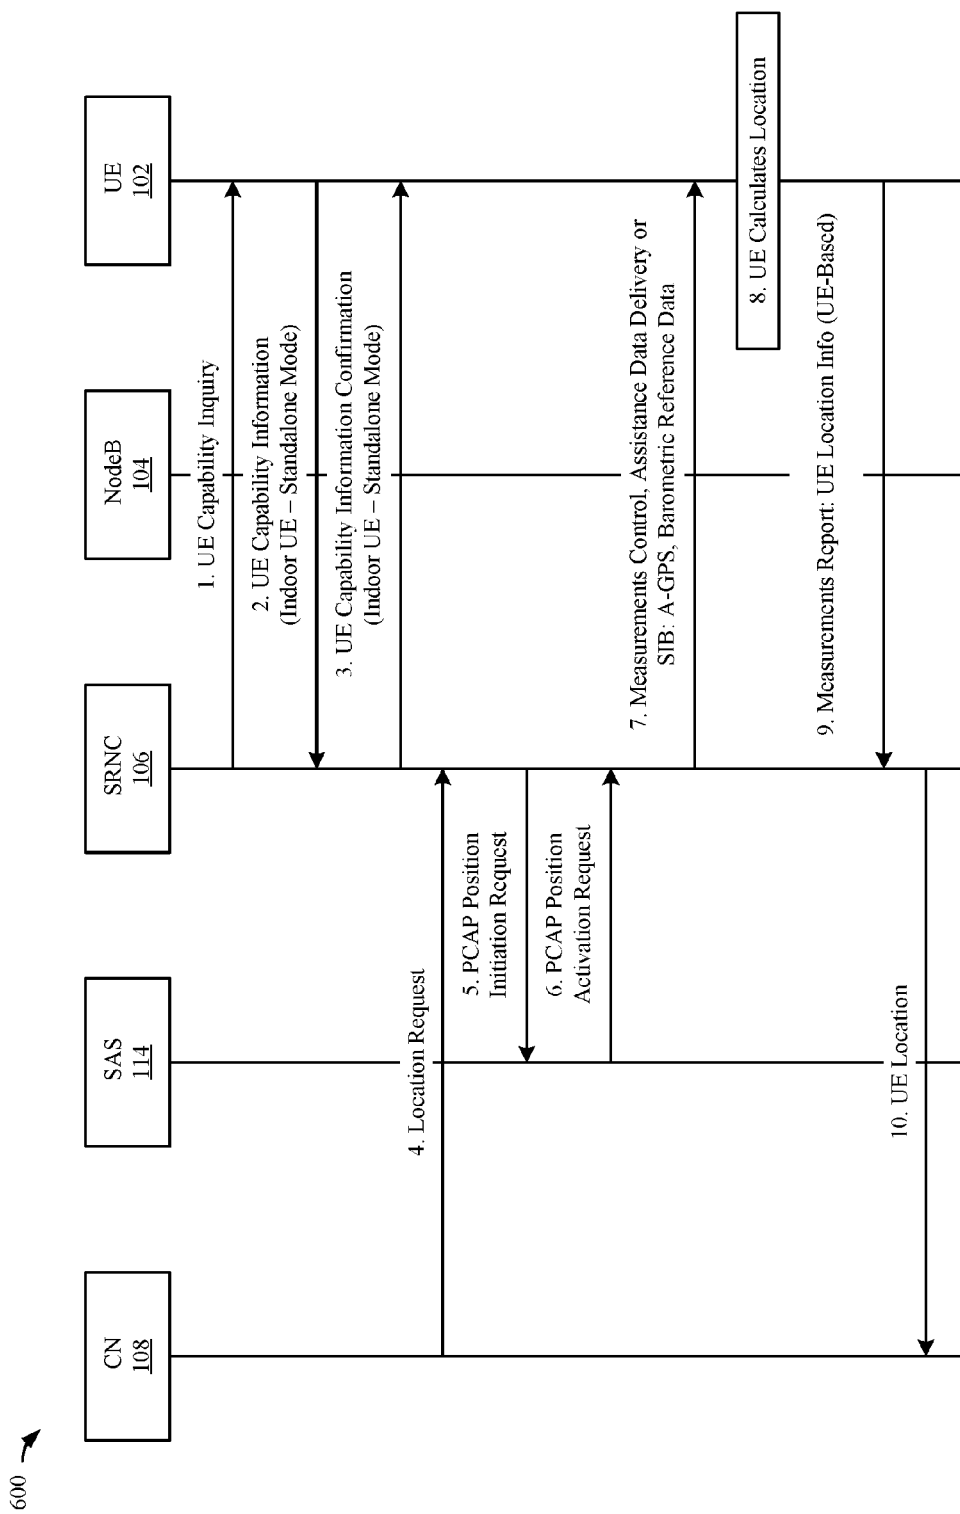 600
CN
108
SAS
114
SRNC
106
NodeB
104
UE
102
1. UE Capability Inquiry
2. UE Capability Information
(Indoor UE – Standalone Mode)
3. UE Capability Information Confirmation
(Indoor UE – Standalone Mode)
4. Location Request
5. PCAP Position
Initiation Request
6. PCAP Position
Activation Request
7. Measurements Control, Assistance Data Delivery or
SIB: A-GPS, Barometric Reference Data
8. UE Calculates Location
9. Measurements Report: UE Location Info (UE-Based)
10. UE Location